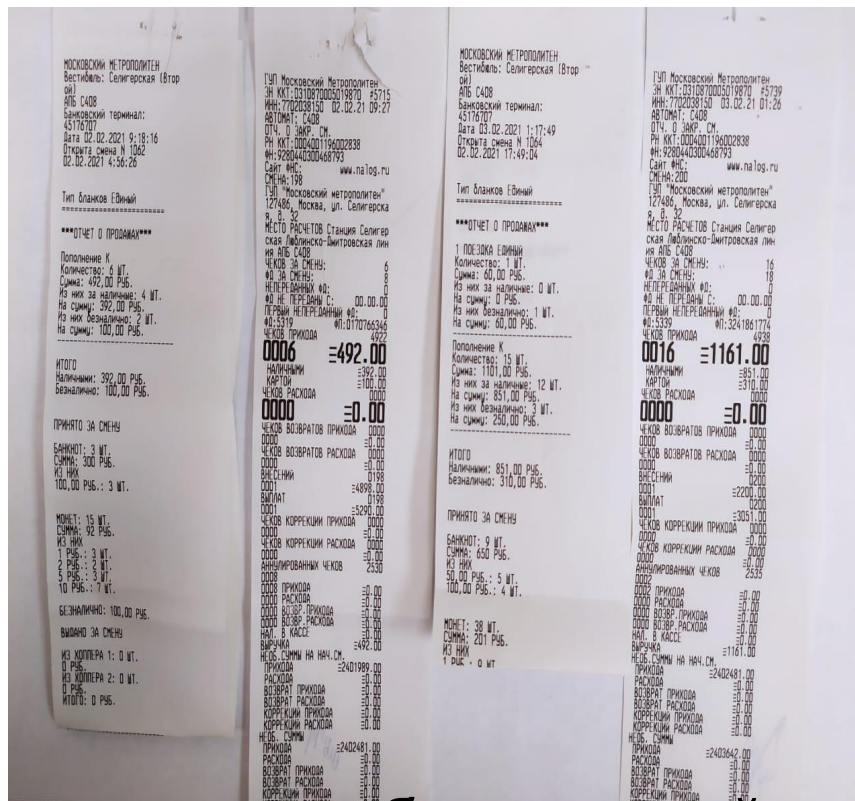 МОСКОВСКИЙ МЕТРОПОЛИТЕН
Вестибюль: Селигерская (Втор
ой)
АПБ С408
Банковский терминал:
45176707
Дата 02.02.2021 9:18:16
Открыта смена N 1062
02.02.2021 4:56:26
Тип бланков Единый
***ОТЧЕТ О ПРОДАЖАХ***
Пополнение К
Количество: 6 ШТ.
Сумма: 492,00 РУБ.
Из них за наличные: 4 ШТ.
На сумму: 392,00 РУБ.
Из них безналично: 2 ШТ.
На сумму: 100,00 РУБ.
ИТОГО
Наличными: 392,00 РУБ.
Безналично: 100,00 РУБ.
ПРИНЯТО ЗА СМЕНУ
БАНКНОТ: 3 ШТ.
СУММА: 300 РУБ.
ИЗ НИХ
100,00 РУБ.: 3 ШТ.
МОНЕТ: 15 ШТ.
СУММА: 92 РУБ.
ИЗ НИХ
1 РУБ.: 3 ШТ.
2 РУБ.: 2 ШТ.
5 РУБ.: 3 ШТ.
10 РУБ.: 7 ШТ.
БЕЗНАЛИЧНО: 100,00 РУБ.
ВЫДАНО ЗА СМЕНУ
ИЗ ХОППЕРА 1: 0 ШТ.
0 РУБ.
ИЗ ХОППЕРА 2: 0 ШТ.
0 РУБ.
ИТОГО: 0 РУБ.
ГУП Московский Метрополитен
ЗН ККТ:0310870005019870 #5715
ИНН:7702038150 02.02.21 09:27
АВТОМАТ: С408
ОТЧ. О ЗАКР. СМ.
РН ККТ:0004001196002838
ФН:9280440300468793
Сайт ФНС: www.nalog.ru
СМЕНА:198
ГУП "Московский метрополитен"
127486, Москва, ул. Селигерска
я, д. 32
МЕСТО РАСЧЕТОВ Станция Селигер
ская Люблинско-Дмитровская лин
ия АПБ С408
ЧЕКОВ ЗА СМЕНУ: 6
ФД ЗА СМЕНУ: 8
НЕПЕРЕДАННЫХ ФД: 0
ФД НЕ ПЕРЕДАНЫ С: 00.00.00
ПЕРВЫЙ НЕПЕРЕДАННЫЙ ФД: 0
ФД:5319 ФП:0170766346
ЧЕКОВ ПРИХОДА 4922
0006 ≡492.00
НАЛИЧНЫМИ ≡392.00
КАРТОЙ ≡100.00
ЧЕКОВ РАСХОДА 0000
0000 ≡0.00
ЧЕКОВ ВОЗВРАТОВ ПРИХОДА 0000
0000 ≡0.00
ЧЕКОВ ВОЗВРАТОВ РАСХОДА 0000
0000 ≡0.00
ВНЕСЕНИЙ 0198
0001 ≡4898.00
ВЫПЛАТ 0198
0001 ≡5290.00
ЧЕКОВ КОРРЕКЦИИ ПРИХОДА 0000
0000 ≡0.00
ЧЕКОВ КОРРЕКЦИИ РАСХОДА 0000
0000 ≡0.00
АННУЛИРОВАННЫХ ЧЕКОВ 2530
0008 ПРИХОДА ≡0.00
0000 РАСХОДА ≡0.00
0000 ВОЗВР.ПРИХОДА ≡0.00
0000 ВОЗВР.РАСХОДА ≡0.00
НАЛ. В КАССЕ ≡0.00
ВЫРУЧКА ≡492.00
НЕОБ.СУММЫ НА НАЧ.СМ.
ПРИХОДА ≡2401989.00
РАСХОДА ≡0.00
ВОЗВРАТ ПРИХОДА ≡0.00
ВОЗВРАТ РАСХОДА ≡0.00
КОРРЕКЦИЙ ПРИХОДА ≡0.00
КОРРЕКЦИЙ РАСХОДА ≡0.00
НЕОБ. СУММЫ
ПРИХОДА ≡2402481.00
РАСХОДА ≡0.00
ВОЗВРАТ ПРИХОДА ≡0.00
ВОЗВРАТ РАСХОДА ≡0.00
КОРРЕКЦИЙ ПРИХОДА ≡0.00
МОСКОВСКИЙ МЕТРОПОЛИТЕН
Вестибюль: Селигерская (Втор
ой)
АПБ С408
Банковский терминал:
45176707
Дата 03.02.2021 1:17:49
Открыта смена N 1064
02.02.2021 17:49:04
Тип бланков Единый
***ОТЧЕТ О ПРОДАЖАХ***
1 ПОЕЗДКА ЕДИНЫЙ
Количество: 1 ШТ.
Сумма: 60,00 РУБ.
Из них за наличные: 0 ШТ.
На сумму: 0 РУБ.
Из них безналично: 1 ШТ.
На сумму: 60,00 РУБ.
Пополнение К
Количество: 15 ШТ.
Сумма: 1101,00 РУБ.
Из них за наличные: 12 ШТ.
На сумму: 851,00 РУБ.
Из них безналично: 3 ШТ.
На сумму: 250,00 РУБ.
ИТОГО
Наличными: 851,00 РУБ.
Безналично: 310,00 РУБ.
ПРИНЯТО ЗА СМЕНУ
БАНКНОТ: 9 ШТ.
СУММА: 650 РУБ.
ИЗ НИХ
50,00 РУБ.: 5 ШТ.
100,00 РУБ.: 4 ШТ.
МОНЕТ: 38 ШТ.
СУММА: 201 РУБ.
ИЗ НИХ
1 РУБ.: 9 ШТ
ГУП Московский Метрополитен
ЗН ККТ:0310870005019870 #5739
ИНН:7702038150 03.02.21 01:26
АВТОМАТ: С408
ОТЧ. О ЗАКР. СМ.
РН ККТ:0004001196002838
ФН:9280440300468793
Сайт ФНС: www.nalog.ru
СМЕНА:200
ГУП "Московский метрополитен"
127486, Москва, ул. Селигерска
я, д. 32
МЕСТО РАСЧЕТОВ Станция Селигер
ская Люблинско-Дмитровская лин
ия АПБ С408
ЧЕКОВ ЗА СМЕНУ: 16
ФД ЗА СМЕНУ: 18
НЕПЕРЕДАННЫХ ФД: 0
ФД НЕ ПЕРЕДАНЫ С: 00.00.00
ПЕРВЫЙ НЕПЕРЕДАННЫЙ ФД: 0
ФД:5339 ФП:3241861774
ЧЕКОВ ПРИХОДА 4938
0016 ≡1161.00
НАЛИЧНЫМИ ≡851.00
КАРТОЙ ≡310.00
ЧЕКОВ РАСХОДА 0000
0000 ≡0.00
ЧЕКОВ ВОЗВРАТОВ ПРИХОДА 0000
0000 ≡0.00
ЧЕКОВ ВОЗВРАТОВ РАСХОДА 0000
0000 ≡0.00
ВНЕСЕНИЙ 0200
0001 ≡2200.00
ВЫПЛАТ 0200
0001 ≡3051.00
ЧЕКОВ КОРРЕКЦИИ ПРИХОДА 0000
0000 ≡0.00
ЧЕКОВ КОРРЕКЦИИ РАСХОДА 0000
0000 ≡0.00
АННУЛИРОВАННЫХ ЧЕКОВ 2535
0002
0002 ПРИХОДА ≡0.00
0000 РАСХОДА ≡0.00
0000 ВОЗВР.ПРИХОДА ≡0.00
0000 ВОЗВР.РАСХОДА ≡0.00
НАЛ. В КАССЕ ≡0.00
ВЫРУЧКА ≡1161.00
НЕОБ.СУММЫ НА НАЧ.СМ.
ПРИХОДА ≡2402481.00
РАСХОДА ≡0.00
ВОЗВРАТ ПРИХОДА ≡0.00
ВОЗВРАТ РАСХОДА ≡0.00
КОРРЕКЦИЙ ПРИХОДА ≡0.00
КОРРЕКЦИЙ РАСХОДА ≡0.00
НЕОБ. СУММЫ
ПРИХОДА ≡2403642.00
РАСХОДА ≡0.00
ВОЗВРАТ ПРИХОДА ≡0.00
ВОЗВРАТ РАСХОДА ≡0.00
КОРРЕКЦИЙ ПРИХОДА ≡0.00